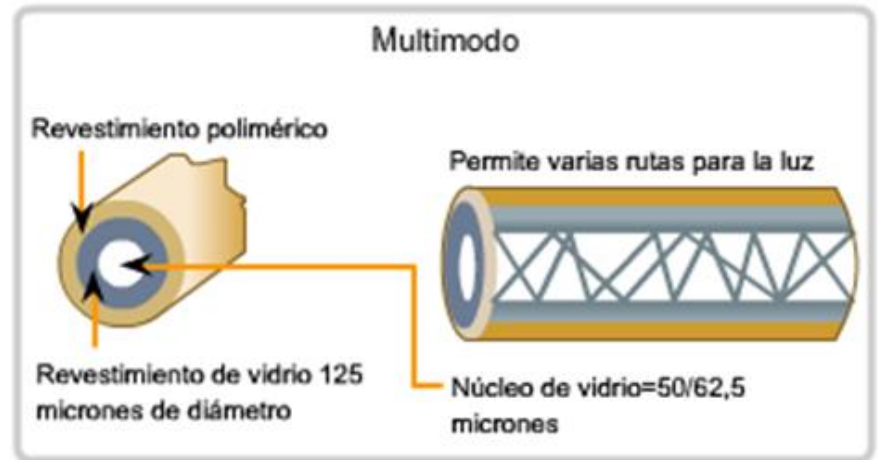 Multimodo
Revestimiento polimérico
Permite varias rutas para la luz
Revestimiento de vidrio 125
micrones de diámetro
Núcleo de vidrio=50/62,5
micrones